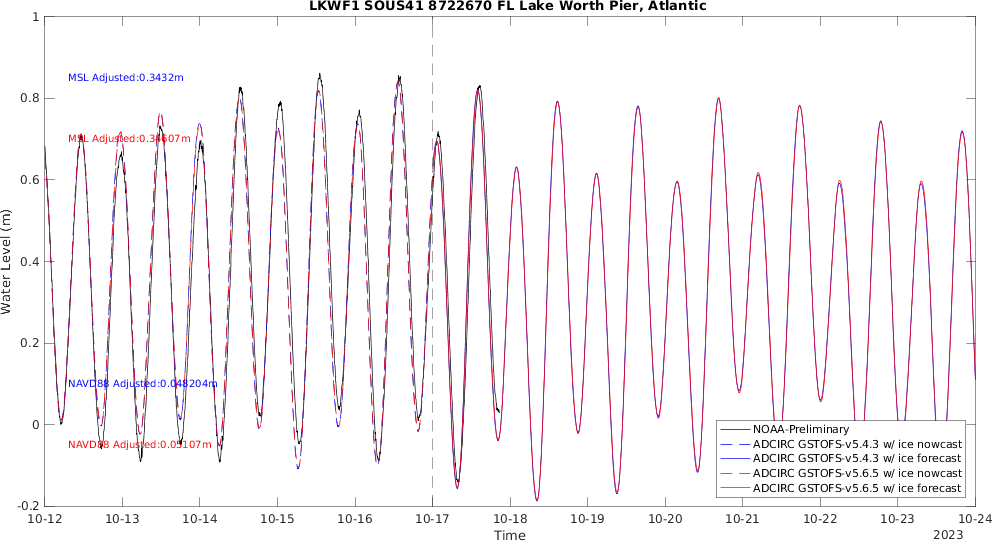 LKWF1 SOUS41 8722670 FL Lake Worth Pier, Atlantic
1
0.8
0.6
0.4
0.2
0
-0.2
Water Level (m)
MSL Adjusted:0.3432m
MSL Adjusted:0.34607m
NAVD88 Adjusted:0.048204m
NAVD88 Adjusted:0.05107m
NOAA-Preliminary
ADCIRC GSTOFS-v5.4.3 w/ ice nowcast
ADCIRC GSTOFS-v5.4.3 w/ ice forecast
ADCIRC GSTOFS-v5.6.5 w/ ice nowcast
ADCIRC GSTOFS-v5.6.5 w/ ice forecast
10-12 10-13 10-14 10-15 10-16 10-17 10-18 10-19 10-20 10-21 10-22 10-23 10-24
Time
2023